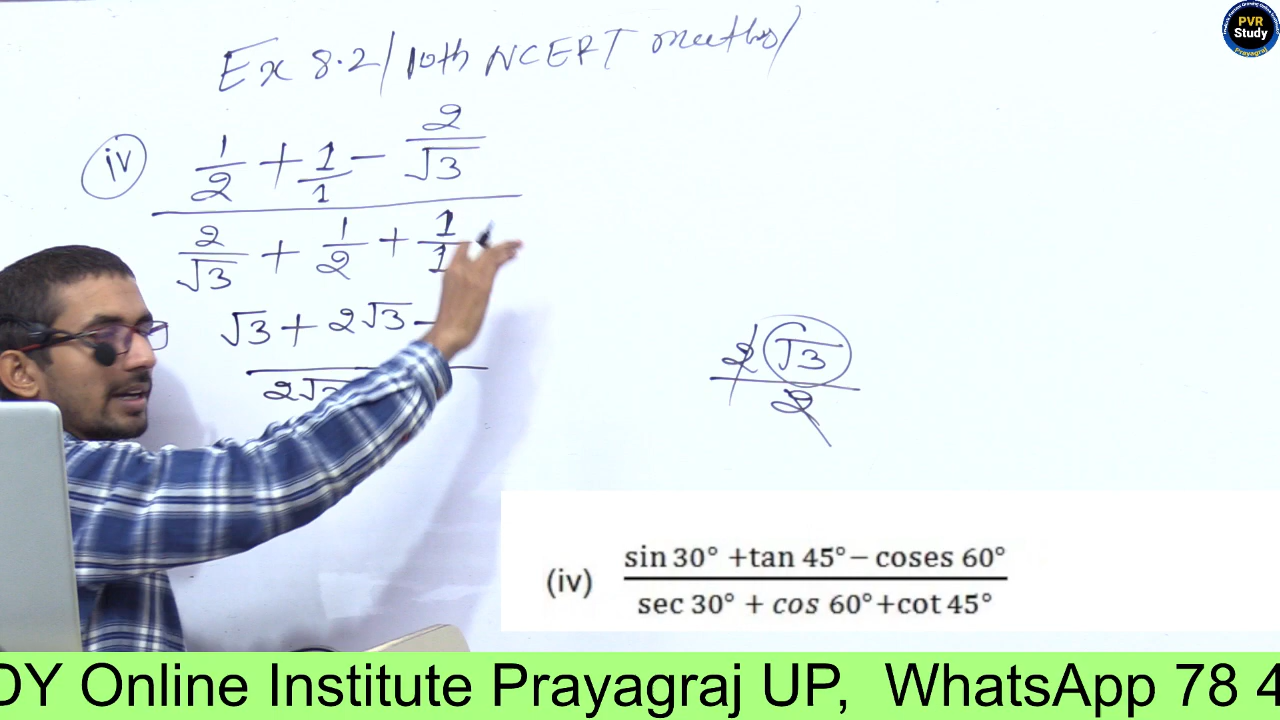 PVR
Study
Prayagraj
Ex 8.2/10th NCERT maths/
iv 1/2 + 1/1 − 2/√3
2/√3 + 1/2 + 1/1
√3 + 2√3 −
2√3
2√3
2
(iv) sin 30° +tan 45°− coses 60°
sec 30° + cos 60°+cot 45°
DY Online Institute Prayagraj UP, WhatsApp 78 4